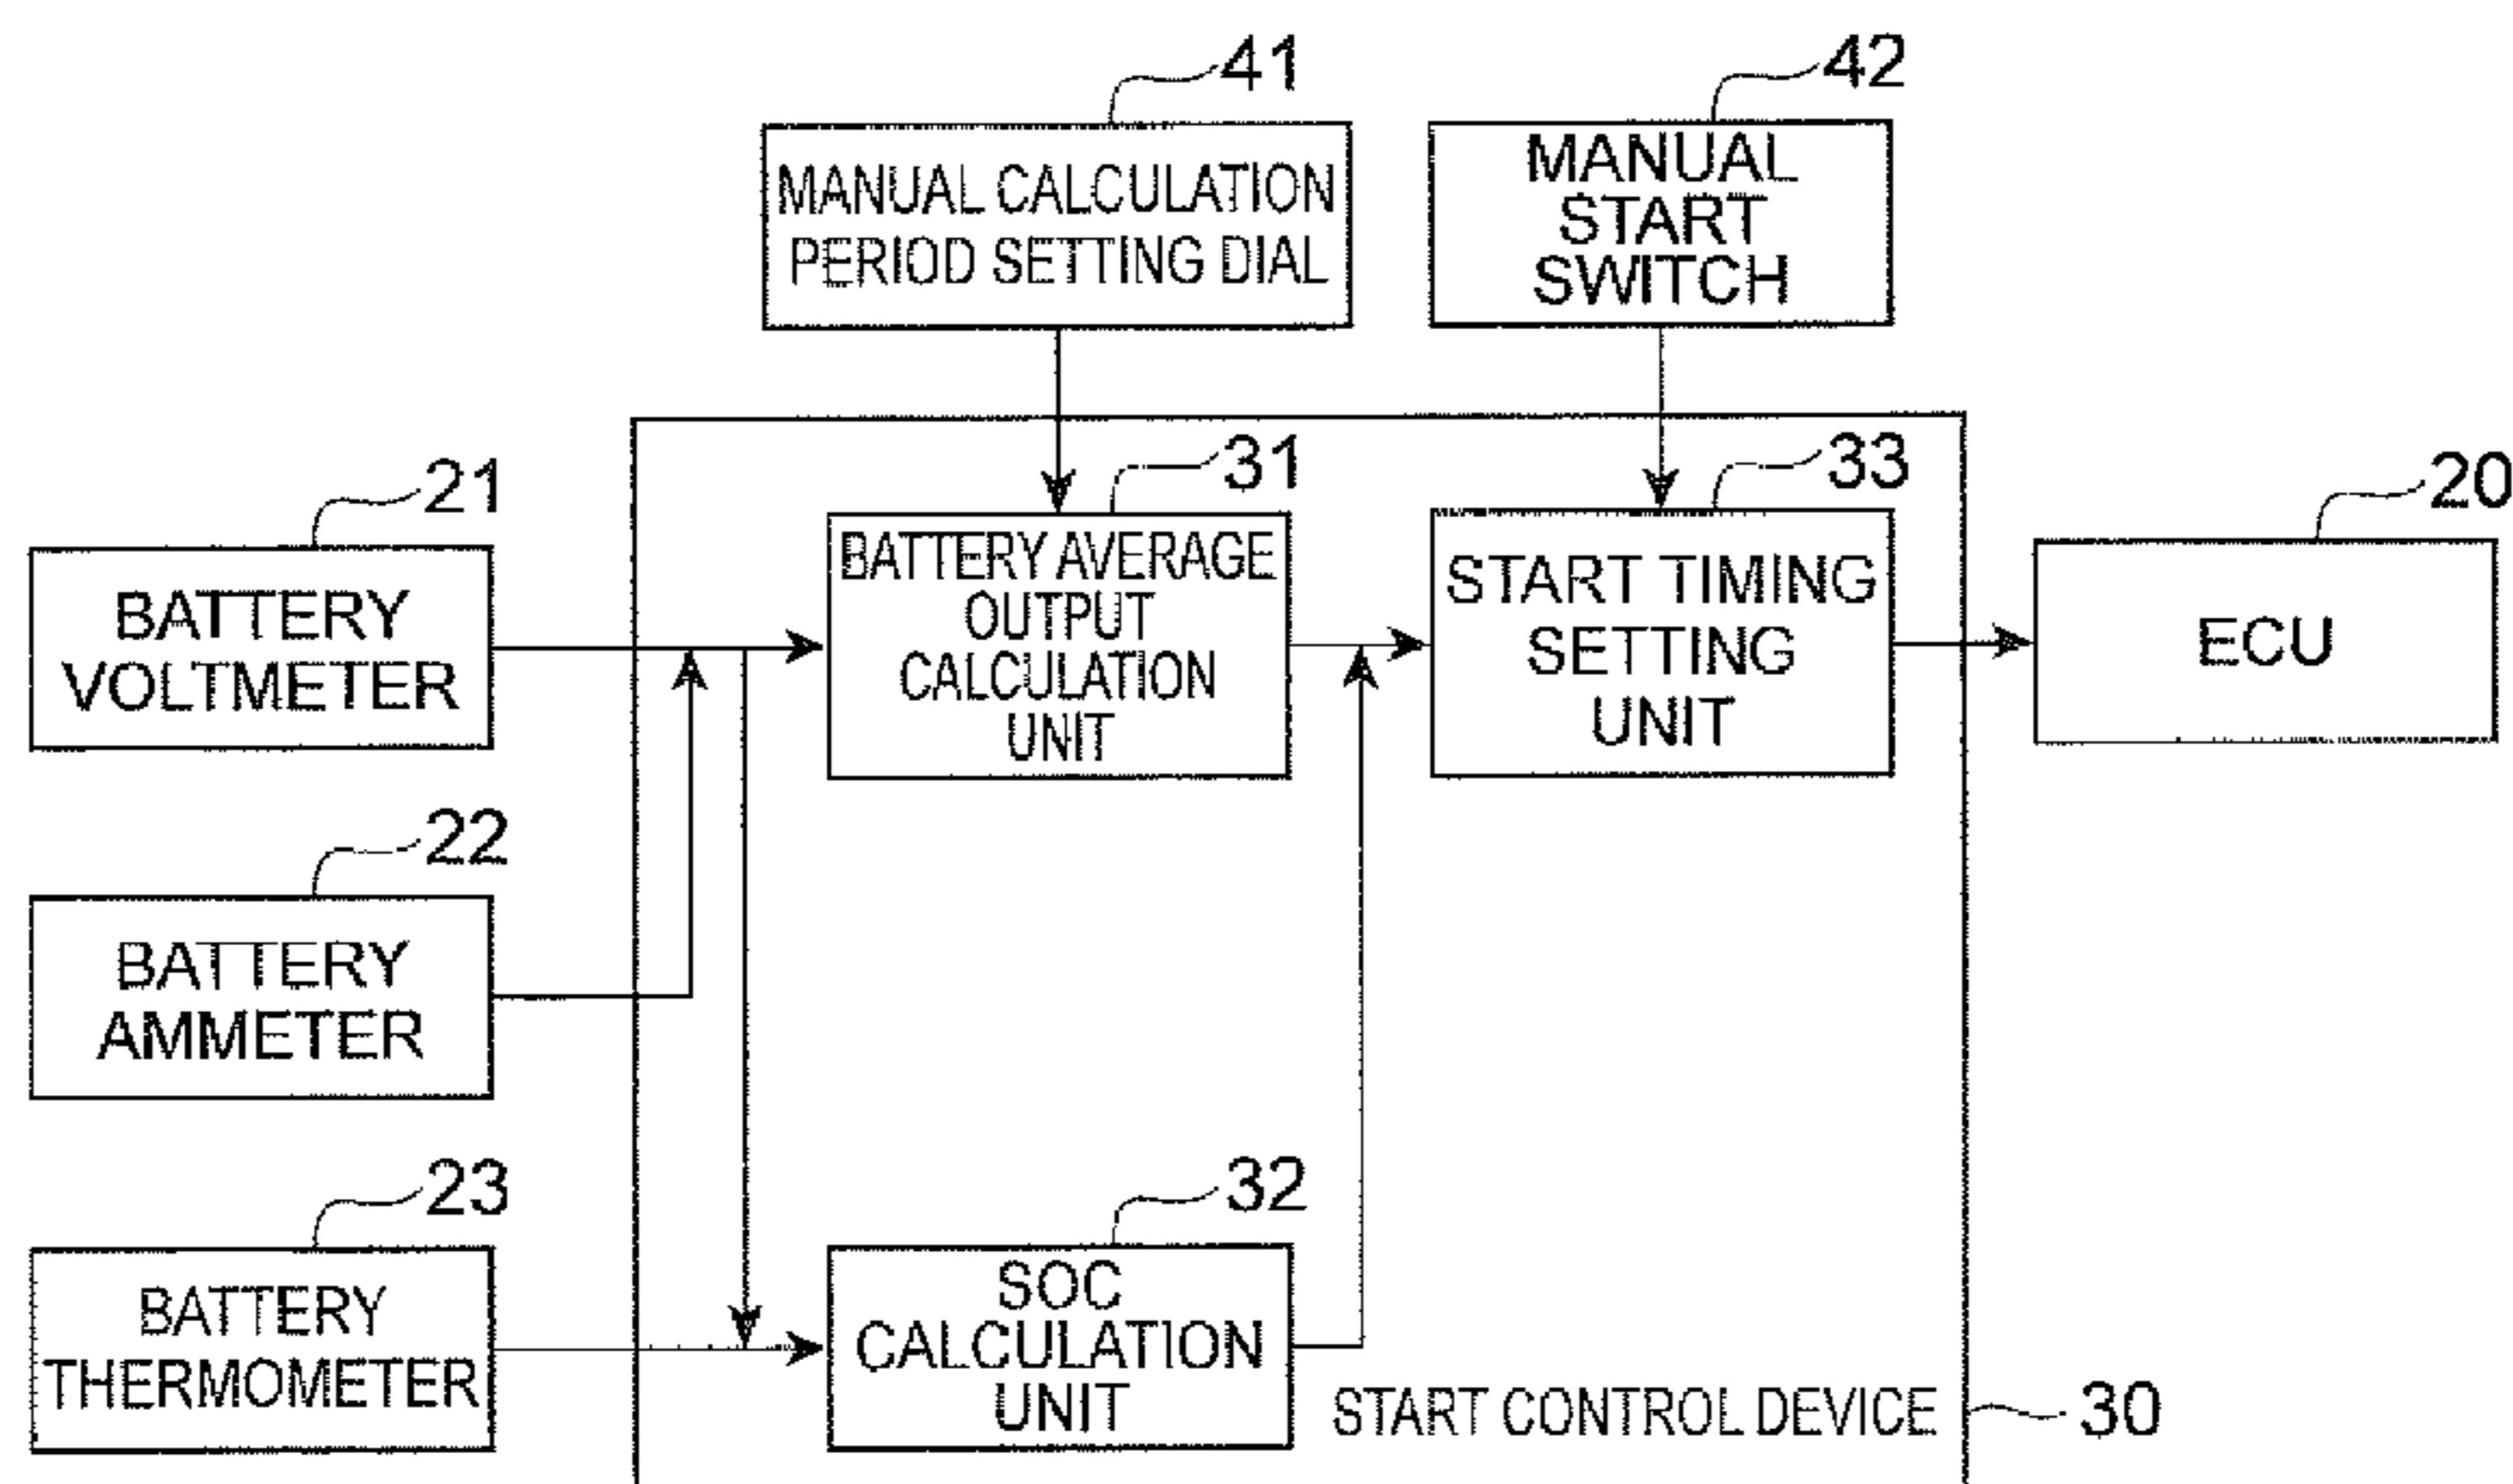 41
42
MANUAL CALCULATION
PERIOD SETTING DIAL
MANUAL
START
SWITCH
21
31
33
20
BATTERY
VOLTMETER
BATTERY AVERAGE
OUTPUT
CALCULATION
UNIT
START TIMING
SETTING
UNIT
ECU
22
BATTERY
AMMETER
23
32
BATTERY
THERMOMETER
SOC
CALCULATION
UNIT
START CONTROL DEVICE
30